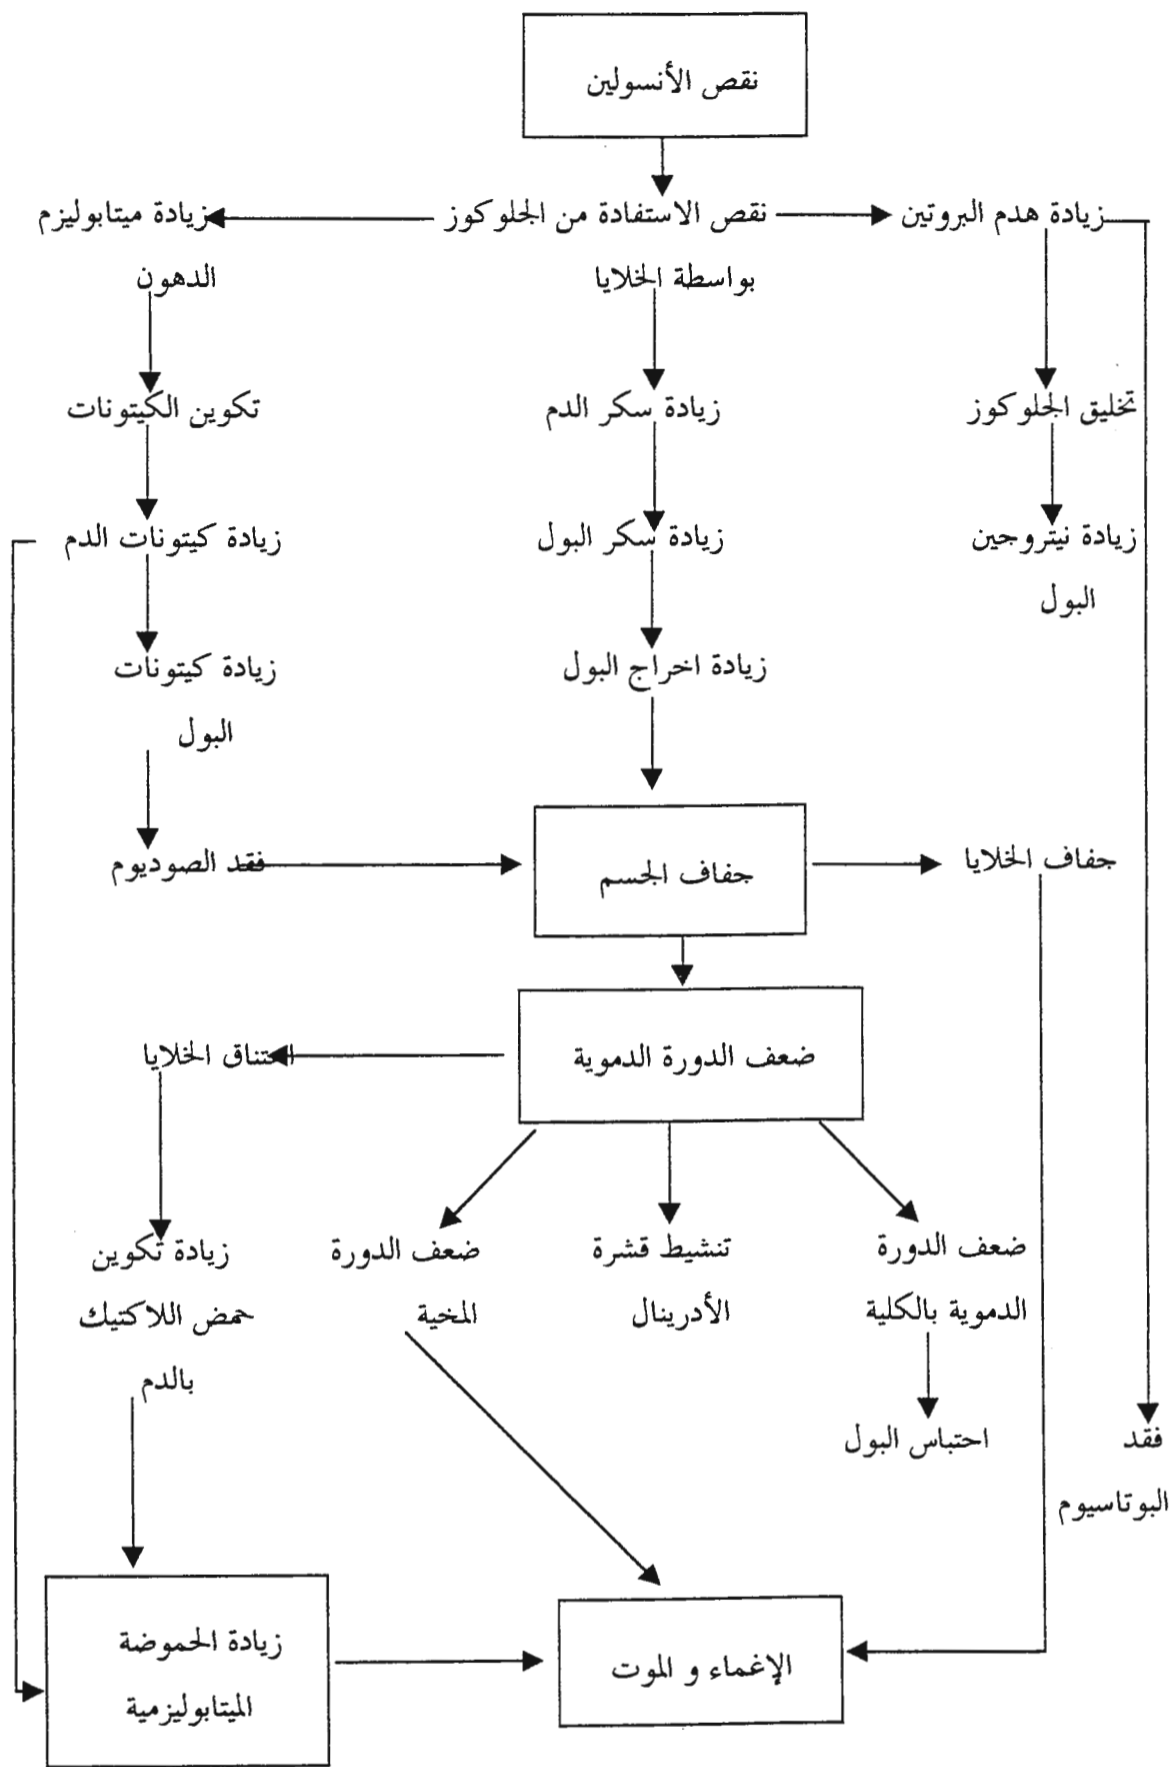 نقص الأنسولين
زيادة هدم البروتين
نقص الاستفادة من الجلوكوز
بواسطة الخلايا
زيادة ميتابوليزم
الدهون
تخليق الجلوكوز
زيادة سكر الدم
تكوين الكيتونات
زيادة نيتروجين
البول
زيادة سكر البول
زيادة كيتونات الدم
زيادة اخراج البول
زيادة كيتونات
البول
جفاف الخلايا
جفاف الجسم
فقد الصوديوم
ضعف الدورة الدموية
اختناق الخلايا
ضعف الدورة
الدموية بالكلية
تنشيط قشرة
الأدرينال
ضعف الدورة
المخية
زيادة تكوين
حمض اللاكتيك
بالدم
فقد
البوتاسيوم
احتباس البول
الإغماء و الموت
زيادة الحموضة
الميتابوليزمية